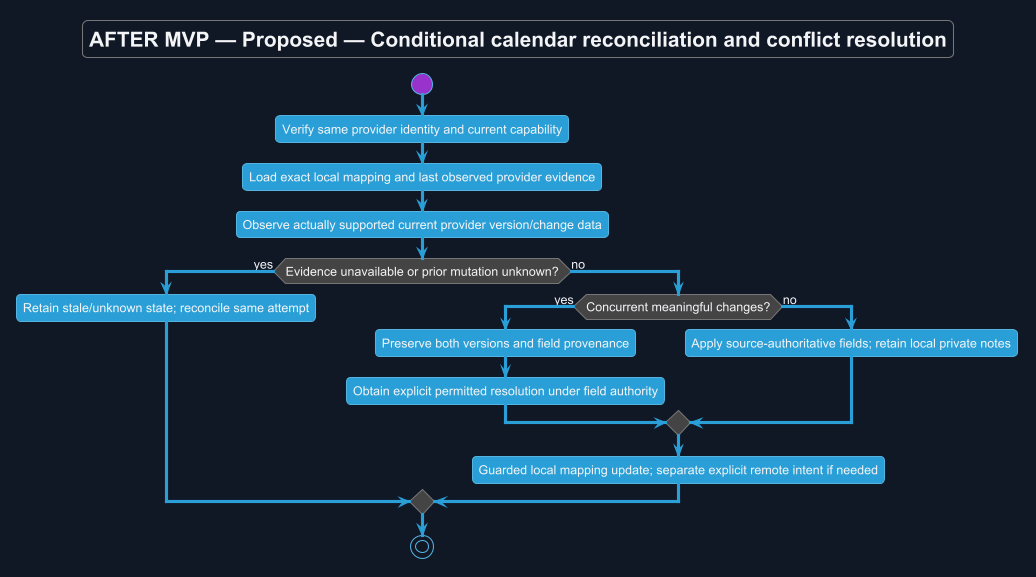 AFTER MVP — Proposed — Conditional calendar reconciliation and conflict resolution
Verify same provider identity and current capability
Load exact local mapping and last observed provider evidence
Observe actually supported current provider version/change data
yes
Evidence unavailable or prior mutation unknown?
no
Retain stale/unknown state; reconcile same attempt
yes
Concurrent meaningful changes?
no
Preserve both versions and field provenance
Apply source-authoritative fields; retain local private notes
Obtain explicit permitted resolution under field authority
Guarded local mapping update; separate explicit remote intent if needed